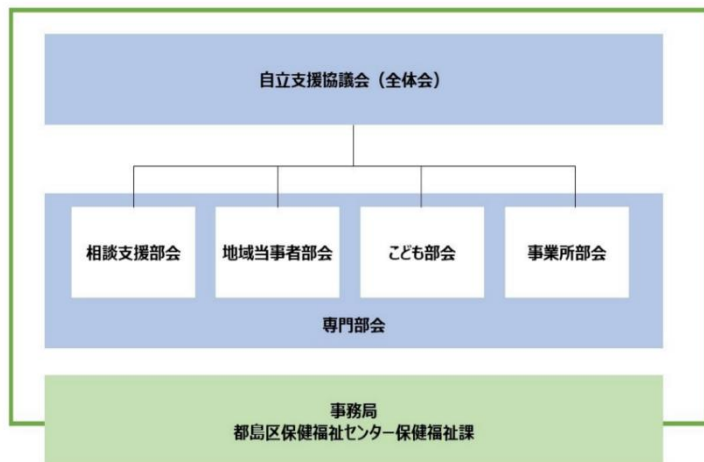 自立支援協議会（全体会）
相談支援部会
地域当事者部会
こども部会
事業所部会
専門部会
事務局
都島区保健福祉センター保健福祉課